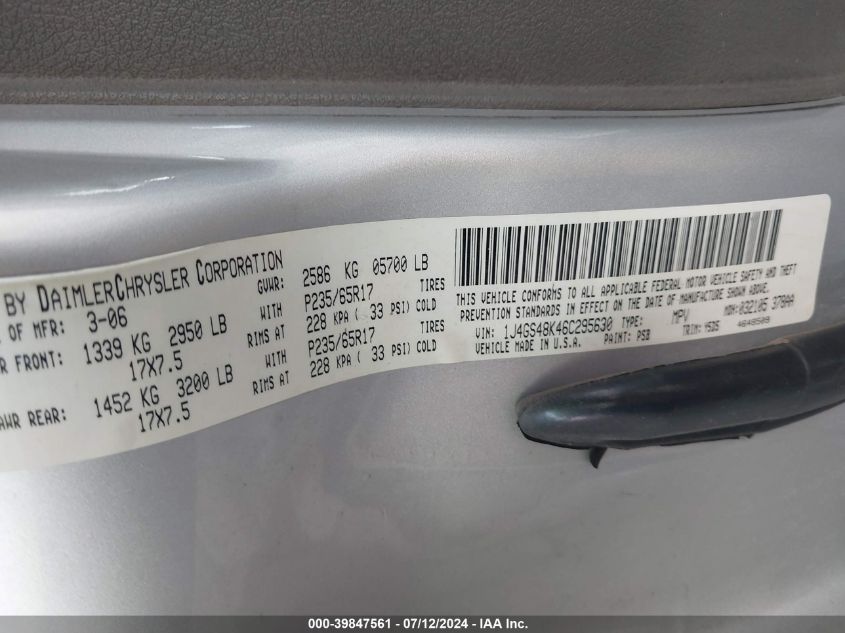 BY DAIMLERCHRYSLER CORPORATION
OF MFR: 3-06
GVWR: 2586 KG 05700 LB
FRONT: 1339 KG 2950 LB WITH P235/65R17 TIRES
17X7.5 RIMS AT 228 KPA ( 33 PSI) COLD
AWR REAR: 1452 KG 3200 LB WITH P235/65R17 TIRES
17X7.5 RIMS AT 228 KPA ( 33 PSI) COLD
THIS VEHICLE CONFORMS TO ALL APPLICABLE FEDERAL MOTOR VEHICLE SAFETY AND THEFT
PREVENTION STANDARDS IN EFFECT ON THE DATE OF MANUFACTURE SHOWN ABOVE.
VIN: 1J4GS48K46C295630 TYPE: MPV MDH: 032105 378AA
VEHICLE MADE IN U.S.A. PAINT: PSB TRIM: 
000-39847561 - 07/12/2024 - IAA Inc.